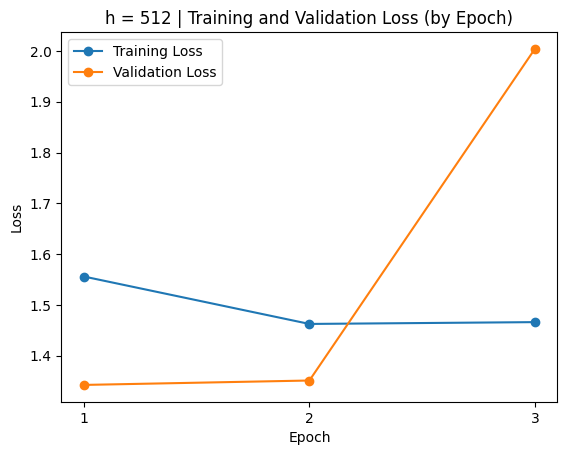 h = 512 | Training and Validation Loss (by Epoch)
Training Loss
Validation Loss
2.0
1.9
1.8
1.7
1.6
1.5
1.4
Loss
1
2
3
Epoch